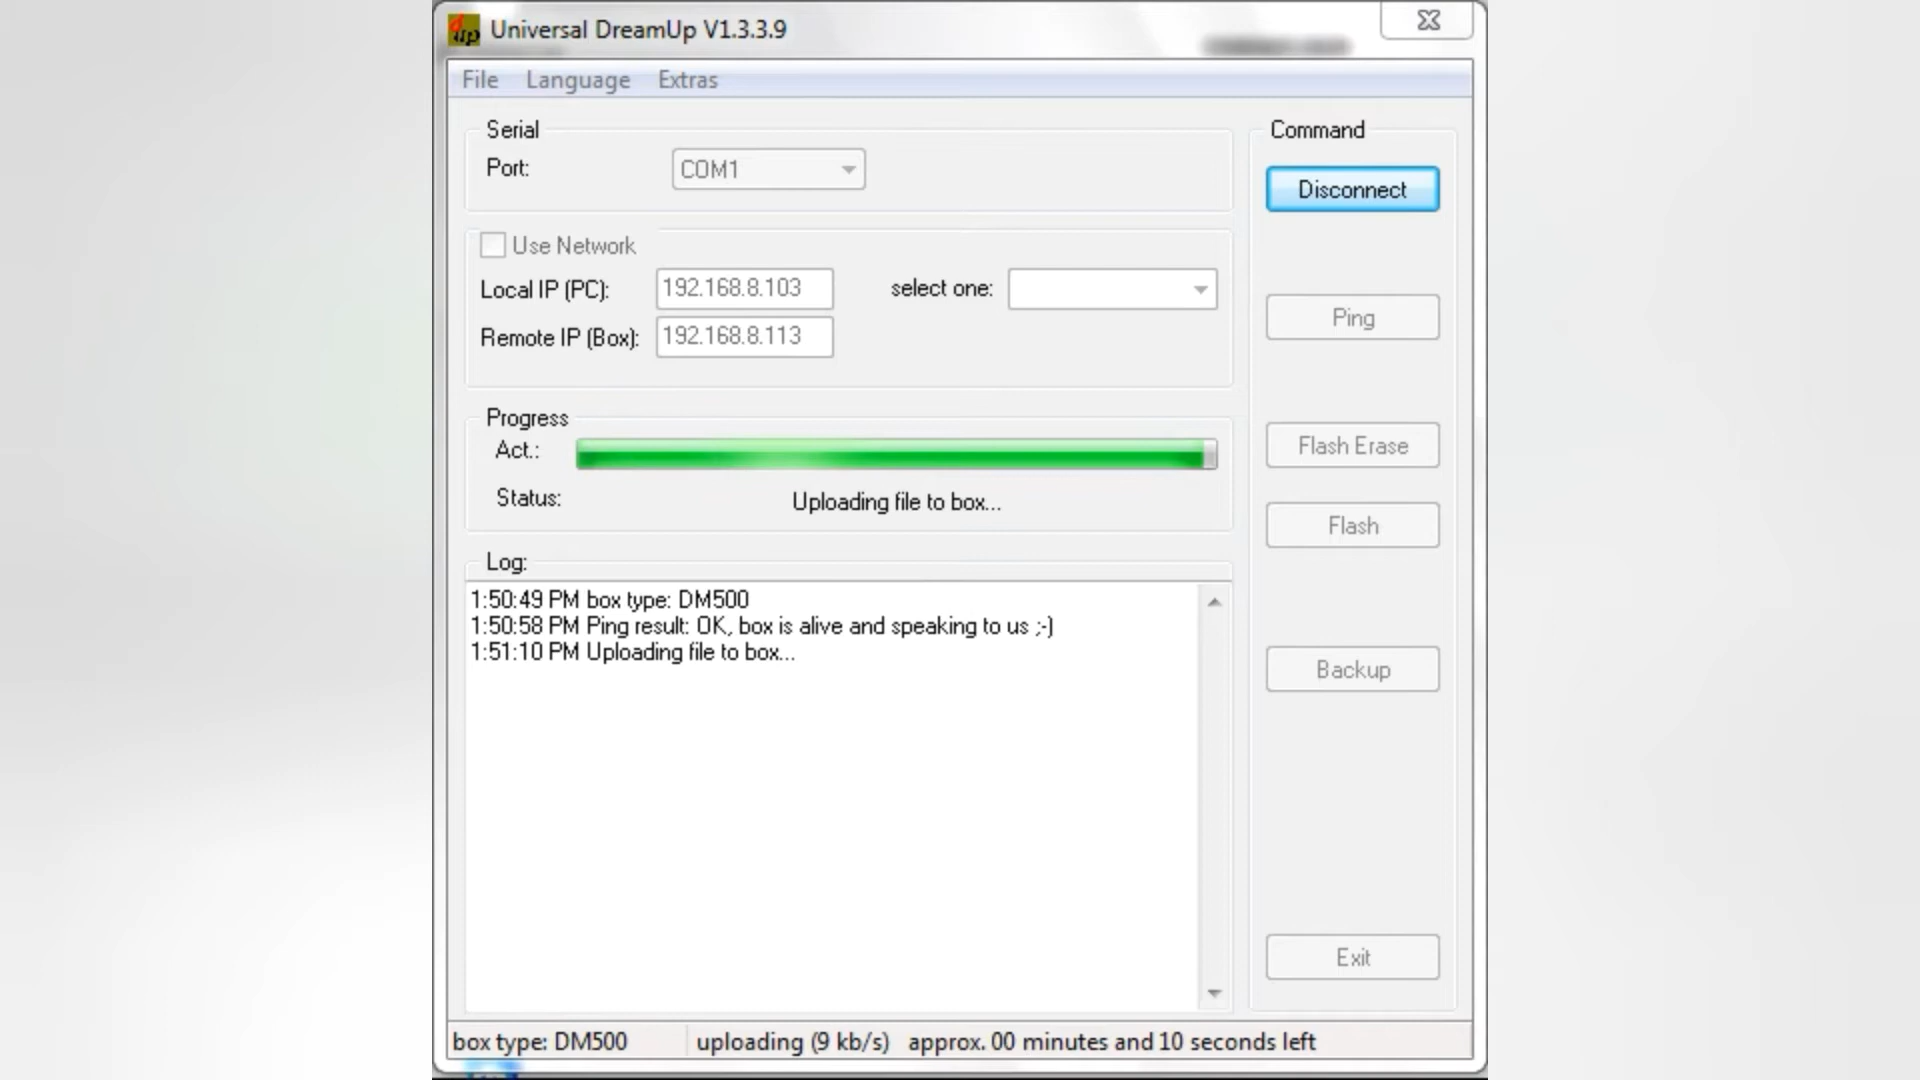 up Universal DreamUp V1.3.3.9
File Language Extras
Serial
Port: COM1
Use Network
Local IP (PC): 192.168.8.103 select one:
Remote IP (Box): 192.168.8.113
Progress
Act.:
Status: Uploading file to box...
Log:
1:50:49 PM box type: DM500
1:50:58 PM Ping result: OK, box is alive and speaking to us ;-)
1:51:10 PM Uploading file to box...
Command
Disconnect
Ping
Flash Erase
Flash
Backup
Exit
box type: DM500 uploading (9 kb/s) approx. 00 minutes and 10 seconds left